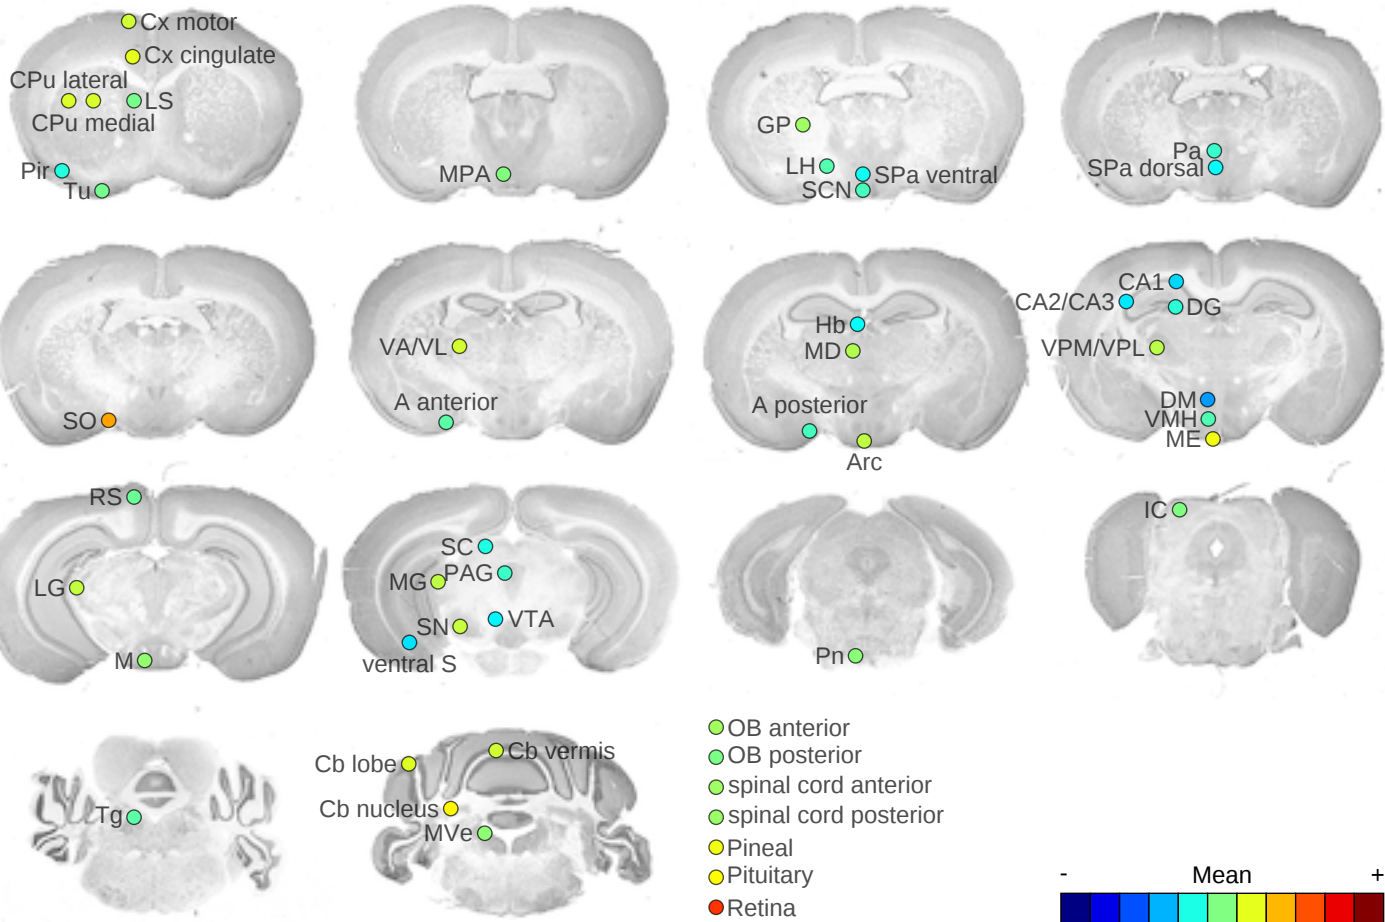 Cx motor
Cx cingulate
CPu lateral
LS
CPu medial
Pir
Tu
MPA
GP
LH
SPa ventral
SCN
Pa
SPa dorsal
SO
VA/VL
A anterior
Hb
MD
A posterior
Arc
CA1
CA2/CA3
DG
VPM/VPL
DM
VMH
ME
RS
LG
M
SC
PAG
MG
SN
VTA
ventral S
Pn
IC
Tg
Cb lobe
Cb vermis
Cb nucleus
MVe
OB anterior
OB posterior
spinal cord anterior
spinal cord posterior
Pineal
Pituitary
Retina
- Mean +